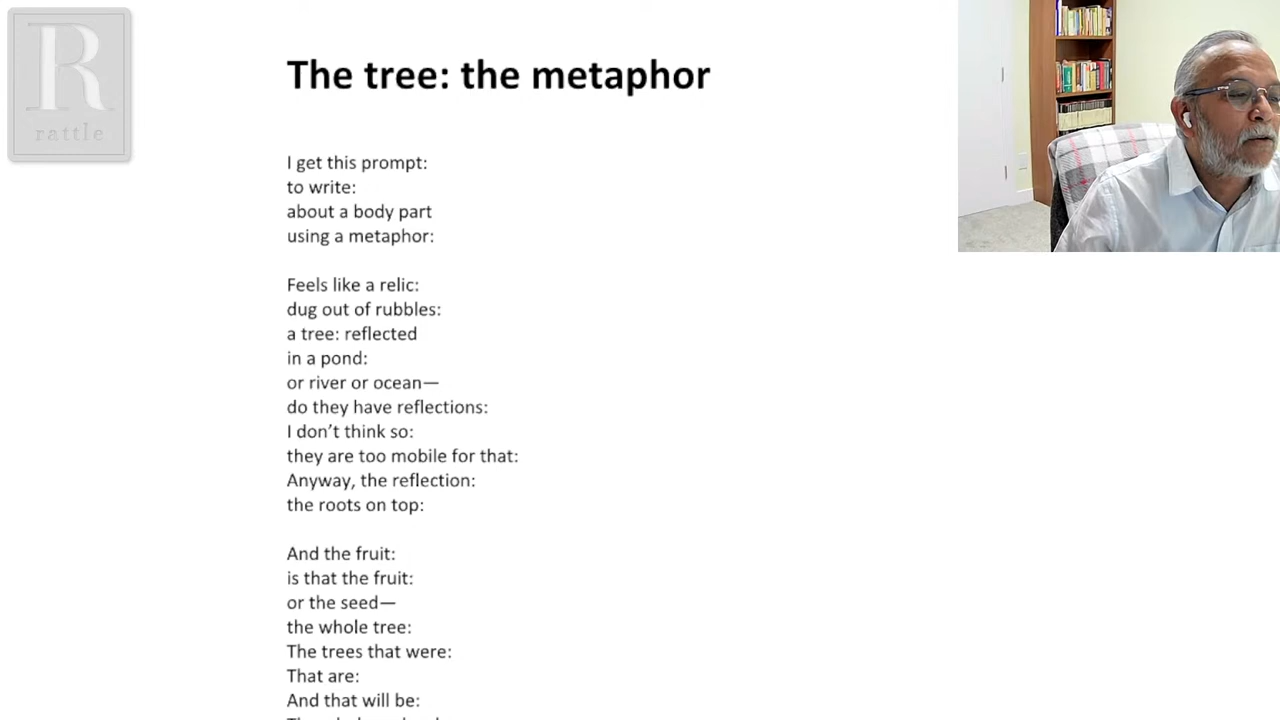 R
rattle
The tree: the metaphor
I get this prompt:
to write:
about a body part
using a metaphor:
Feels like a relic:
dug out of rubbles:
a tree: reflected
in a pond:
or river or ocean—
do they have reflections:
I don't think so:
they are too mobile for that:
Anyway, the reflection:
the roots on top:
And the fruit:
is that the fruit:
or the seed—
the whole tree:
The trees that were:
That are:
And that will be: